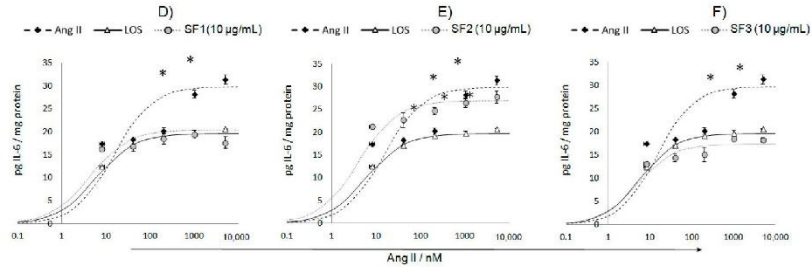 D)
Ang II LOS SF1(10 µg/mL)
* *
35
30
25
20
15
10
5
0
pg IL-6 / mg protein
0.1 1 10 100 1000 10,000
E)
Ang II LOS SF2 (10 µg/mL)
* * * * * *
35
30
25
20
15
10
5
0
pg IL-6 / mg protein
0.1 1 10 100 1000 10,000
F)
Ang II LOS SF3 (10 µg/mL)
* *
35
30
25
20
15
10
5
0
pg IL-6 / mg protein
0.1 1 10 100 1000 10,000
Ang II / nM